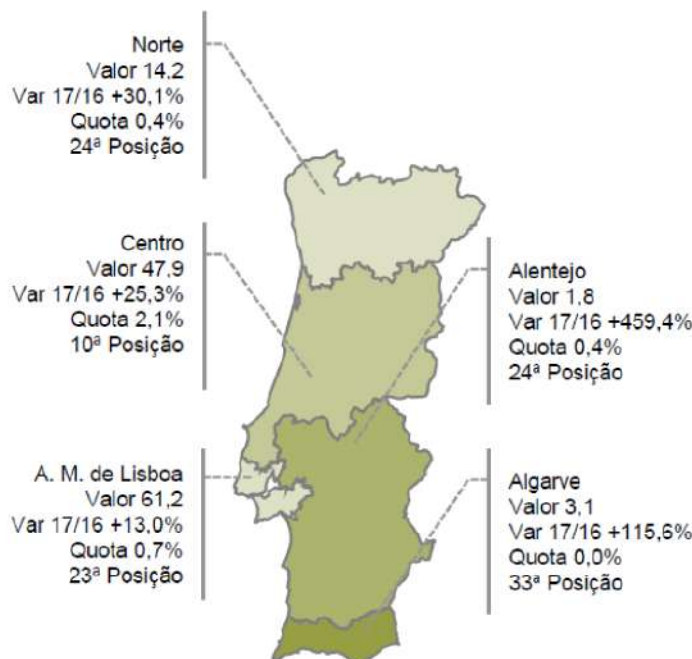 Norte
Valor 14,2
Var 17/16 +30,1%
Quota 0,4%
24ª Posição
Centro
Valor 47,9
Var 17/16 +25,3%
Quota 2,1%
10ª Posição
Alentejo
Valor 1,8
Var 17/16 +459,4%
Quota 0,4%
24ª Posição
A. M. de Lisboa
Valor 61,2
Var 17/16 +13,0%
Quota 0,7%
23ª Posição
Algarve
Valor 3,1
Var 17/16 +115,6%
Quota 0,0%
33ª Posição